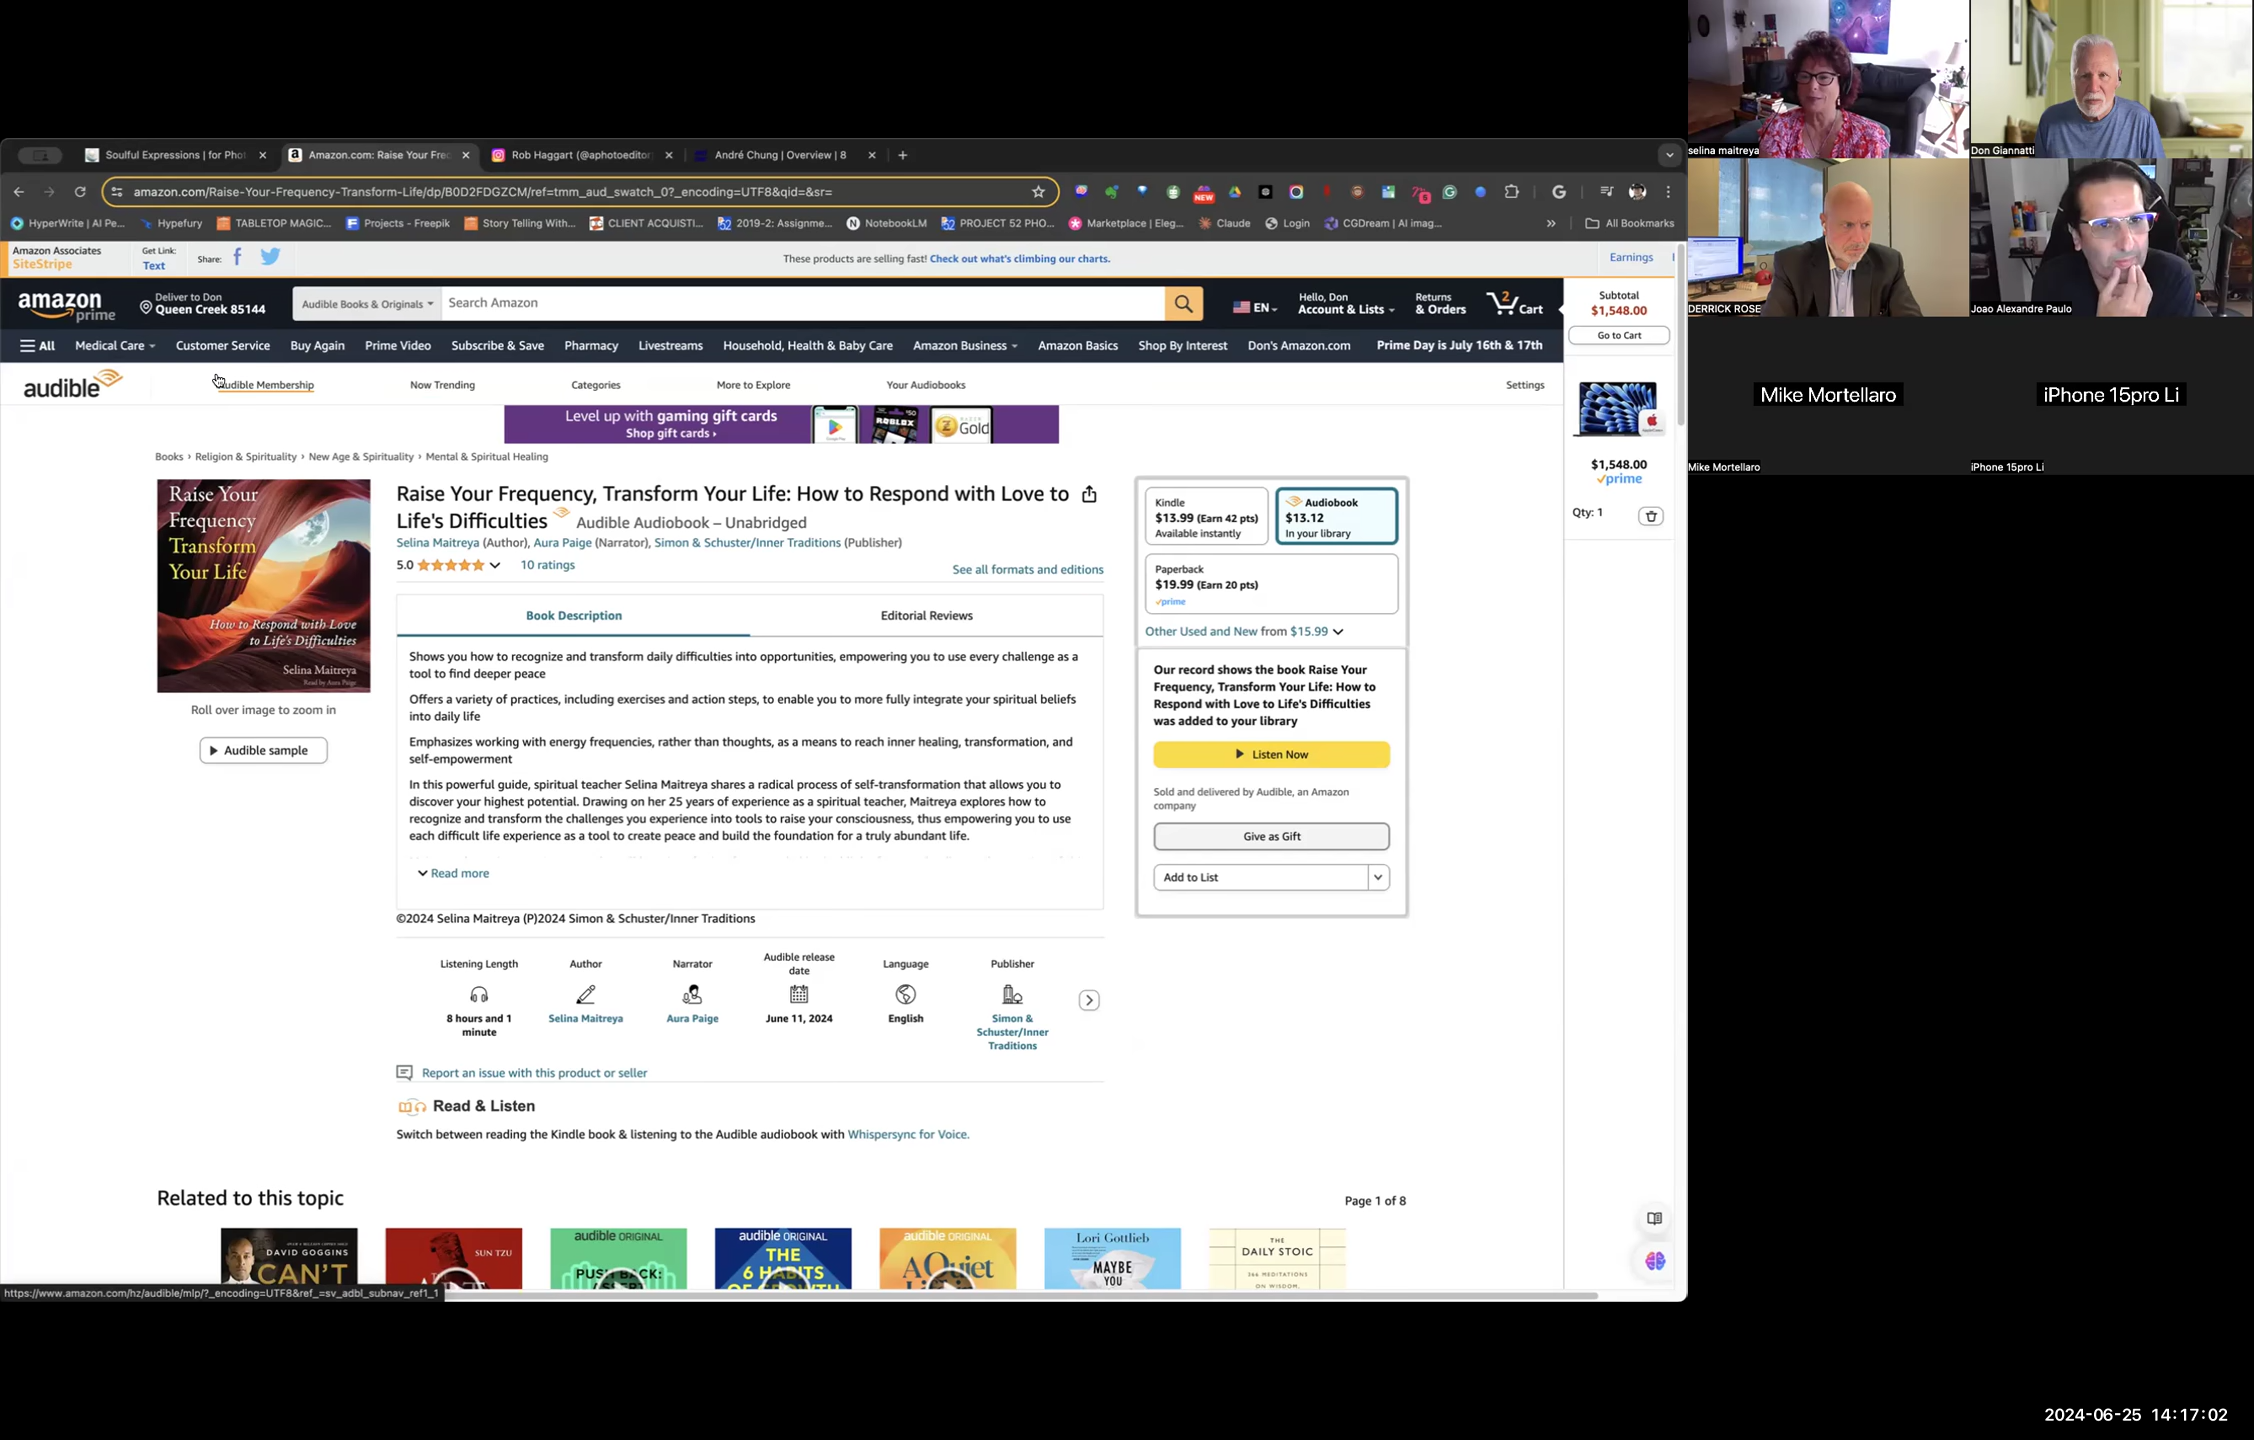 Soulful Expressions | for Phot
Amazon.com: Raise Your Frec
Rob Haggart (@aphotoeditor
André Chung | Overview | 8
amazon.com/Raise-Your-Frequency-Transform-Life/dp/B0D2FDGZCM/ref=tmm_aud_swatch_0?_encoding=UTF8&qid=&sr=
NEW
HyperWrite | AI Pe...
Hypefury
TABLETOP MAGIC...
Projects - Freepik
Story Telling With...
CLIENT ACQUISTI...
2019-2: Assignme...
NotebookLM
PROJECT 52 PHO...
Marketplace | Eleg...
Claude
Login
CGDream | AI imag...
»
All Bookmarks
Amazon Associates
SiteStripe
Get Link:
Text
Share:
These products are selling fast! Check out what's climbing our charts.
Earnings
amazon
prime
Deliver to Don
Queen Creek 85144
Audible Books & Originals
Search Amazon
EN
Hello, Don
Account & Lists
Returns
& Orders
2
Cart
Subtotal
$1,548.00
Go to Cart
All
Medical Care
Customer Service
Buy Again
Prime Video
Subscribe & Save
Pharmacy
Livestreams
Household, Health & Baby Care
Amazon Business
Amazon Basics
Shop By Interest
Don's Amazon.com
Prime Day is July 16th & 17th
audible
Audible Membership
Now Trending
Categories
More to Explore
Your Audiobooks
Settings
Level up with gaming gift cards
Shop gift cards ›
ROBLOX
Gold
$1,548.00
prime
Qty: 1
Books › Religion & Spirituality › New Age & Spirituality › Mental & Spiritual Healing
Raise Your
Frequency
Transform
Your Life
How to Respond with Love
to Life's Difficulties
Selina Maitreya
Read by Aura Paige
Roll over image to zoom in
Audible sample
Raise Your Frequency, Transform Your Life: How to Respond with Love to
Life's Difficulties Audible Audiobook – Unabridged
Selina Maitreya (Author), Aura Paige (Narrator), Simon & Schuster/Inner Traditions (Publisher)
5.0
10 ratings
See all formats and editions
Book Description
Editorial Reviews
Shows you how to recognize and transform daily difficulties into opportunities, empowering you to use every challenge as a
tool to find deeper peace
Offers a variety of practices, including exercises and action steps, to enable you to more fully integrate your spiritual beliefs
into daily life
Emphasizes working with energy frequencies, rather than thoughts, as a means to reach inner healing, transformation, and
self-empowerment
In this powerful guide, spiritual teacher Selina Maitreya shares a radical process of self-transformation that allows you to
discover your highest potential. Drawing on her 25 years of experience as a spiritual teacher, Maitreya explores how to
recognize and transform the challenges you experience into tools to raise your consciousness, thus empowering you to use
each difficult life experience as a tool to create peace and build the foundation for a truly abundant life.
Read more
©2024 Selina Maitreya (P)2024 Simon & Schuster/Inner Traditions
Kindle
$13.99 (Earn 42 pts)
Available instantly
Audiobook
$13.12
In your library
Paperback
$19.99 (Earn 20 pts)
prime
Other Used and New from $15.99
Our record shows the book Raise Your
Frequency, Transform Your Life: How to
Respond with Love to Life's Difficulties
was added to your library
Listen Now
Sold and delivered by Audible, an Amazon
company
Give as Gift
Add to List
Listening Length
8 hours and 1
minute
Author
Selina Maitreya
Narrator
Aura Paige
Audible release
date
June 11, 2024
Language
English
Publisher
Simon &
Schuster/Inner
Traditions
Report an issue with this product or seller
Read & Listen
Switch between reading the Kindle book & listening to the Audible audiobook with Whispersync for Voice.
Related to this topic
Page 1 of 8
DAVID GOGGINS
CAN'T
SUN TZU
audible ORIGINAL
audible ORIGINAL
THE
6 HABITS
audible ORIGINAL
A Quiet
Lori Gottlieb
MAYBE
YOU
THE
DAILY STOIC
366 MEDITATIONS
ON WISDOM,
https://www.amazon.com/hz/audible/mlp/?_encoding=UTF8&ref_=sv_adbl_subnav_ref1_1
selina maitreya
Don Giannatti
DERRICK ROSE
Joao Alexandre Paulo
Mike Mortellaro
iPhone 15pro Li
Mike Mortellaro
iPhone 15pro Li
2024-06-25 14:17:02